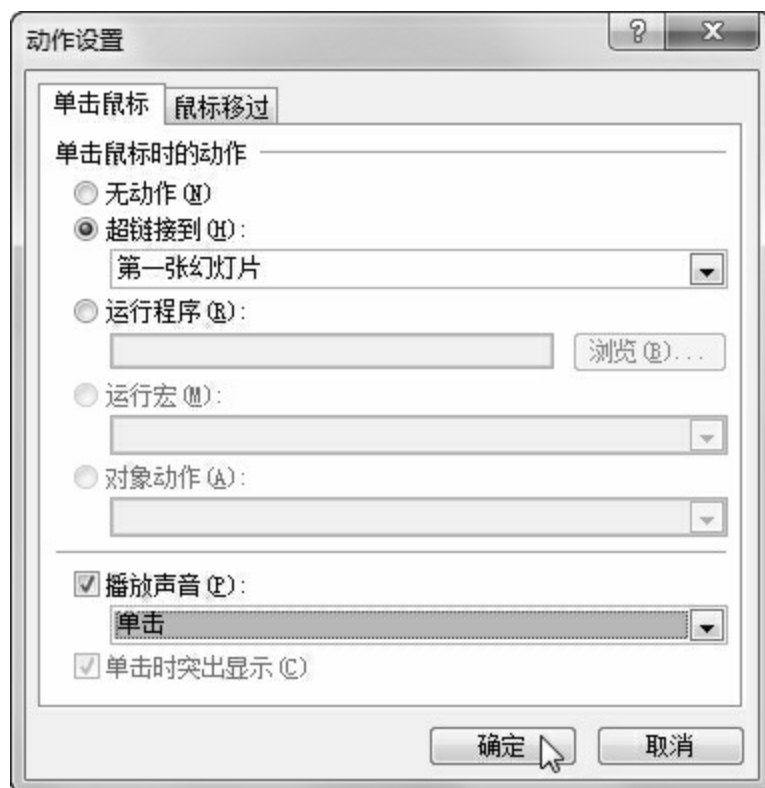 动作设置
单击鼠标 鼠标移过
单击鼠标时的动作
无动作(N)
超链接到(H):
第一张幻灯片
运行程序(R):
浏览(B)...
运行宏(M):
对象动作(A):
播放声音(P):
单击
单击时突出显示(C)
确定 取消